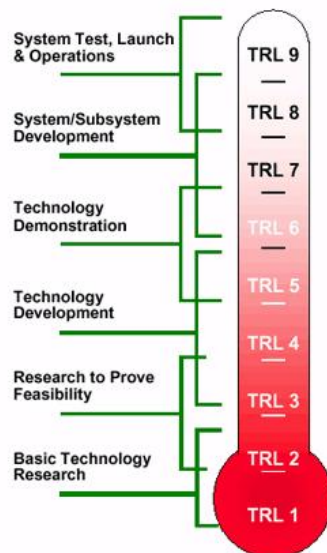 System Test, Launch
& Operations
System/Subsystem
Development
Technology
Demonstration
Technology
Development
Research to Prove
Feasibility
Basic Technology
Research
TRL 9
TRL 8
TRL 7
TRL 6
TRL 5
TRL 4
TRL 3
TRL 2
TRL 1